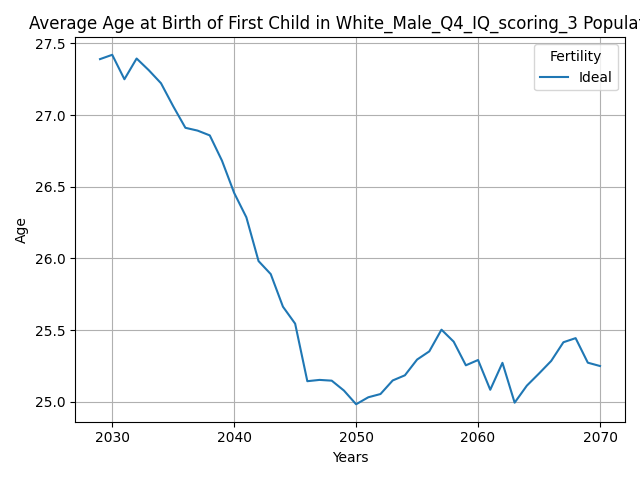 Average Age at Birth of First Child in White_Male_Q4_IQ_scoring_3 Populat
27.5
27.0
26.5
26.0
25.5
25.0
Age
Fertility
Ideal
2030 2040 2050 2060 2070
Years